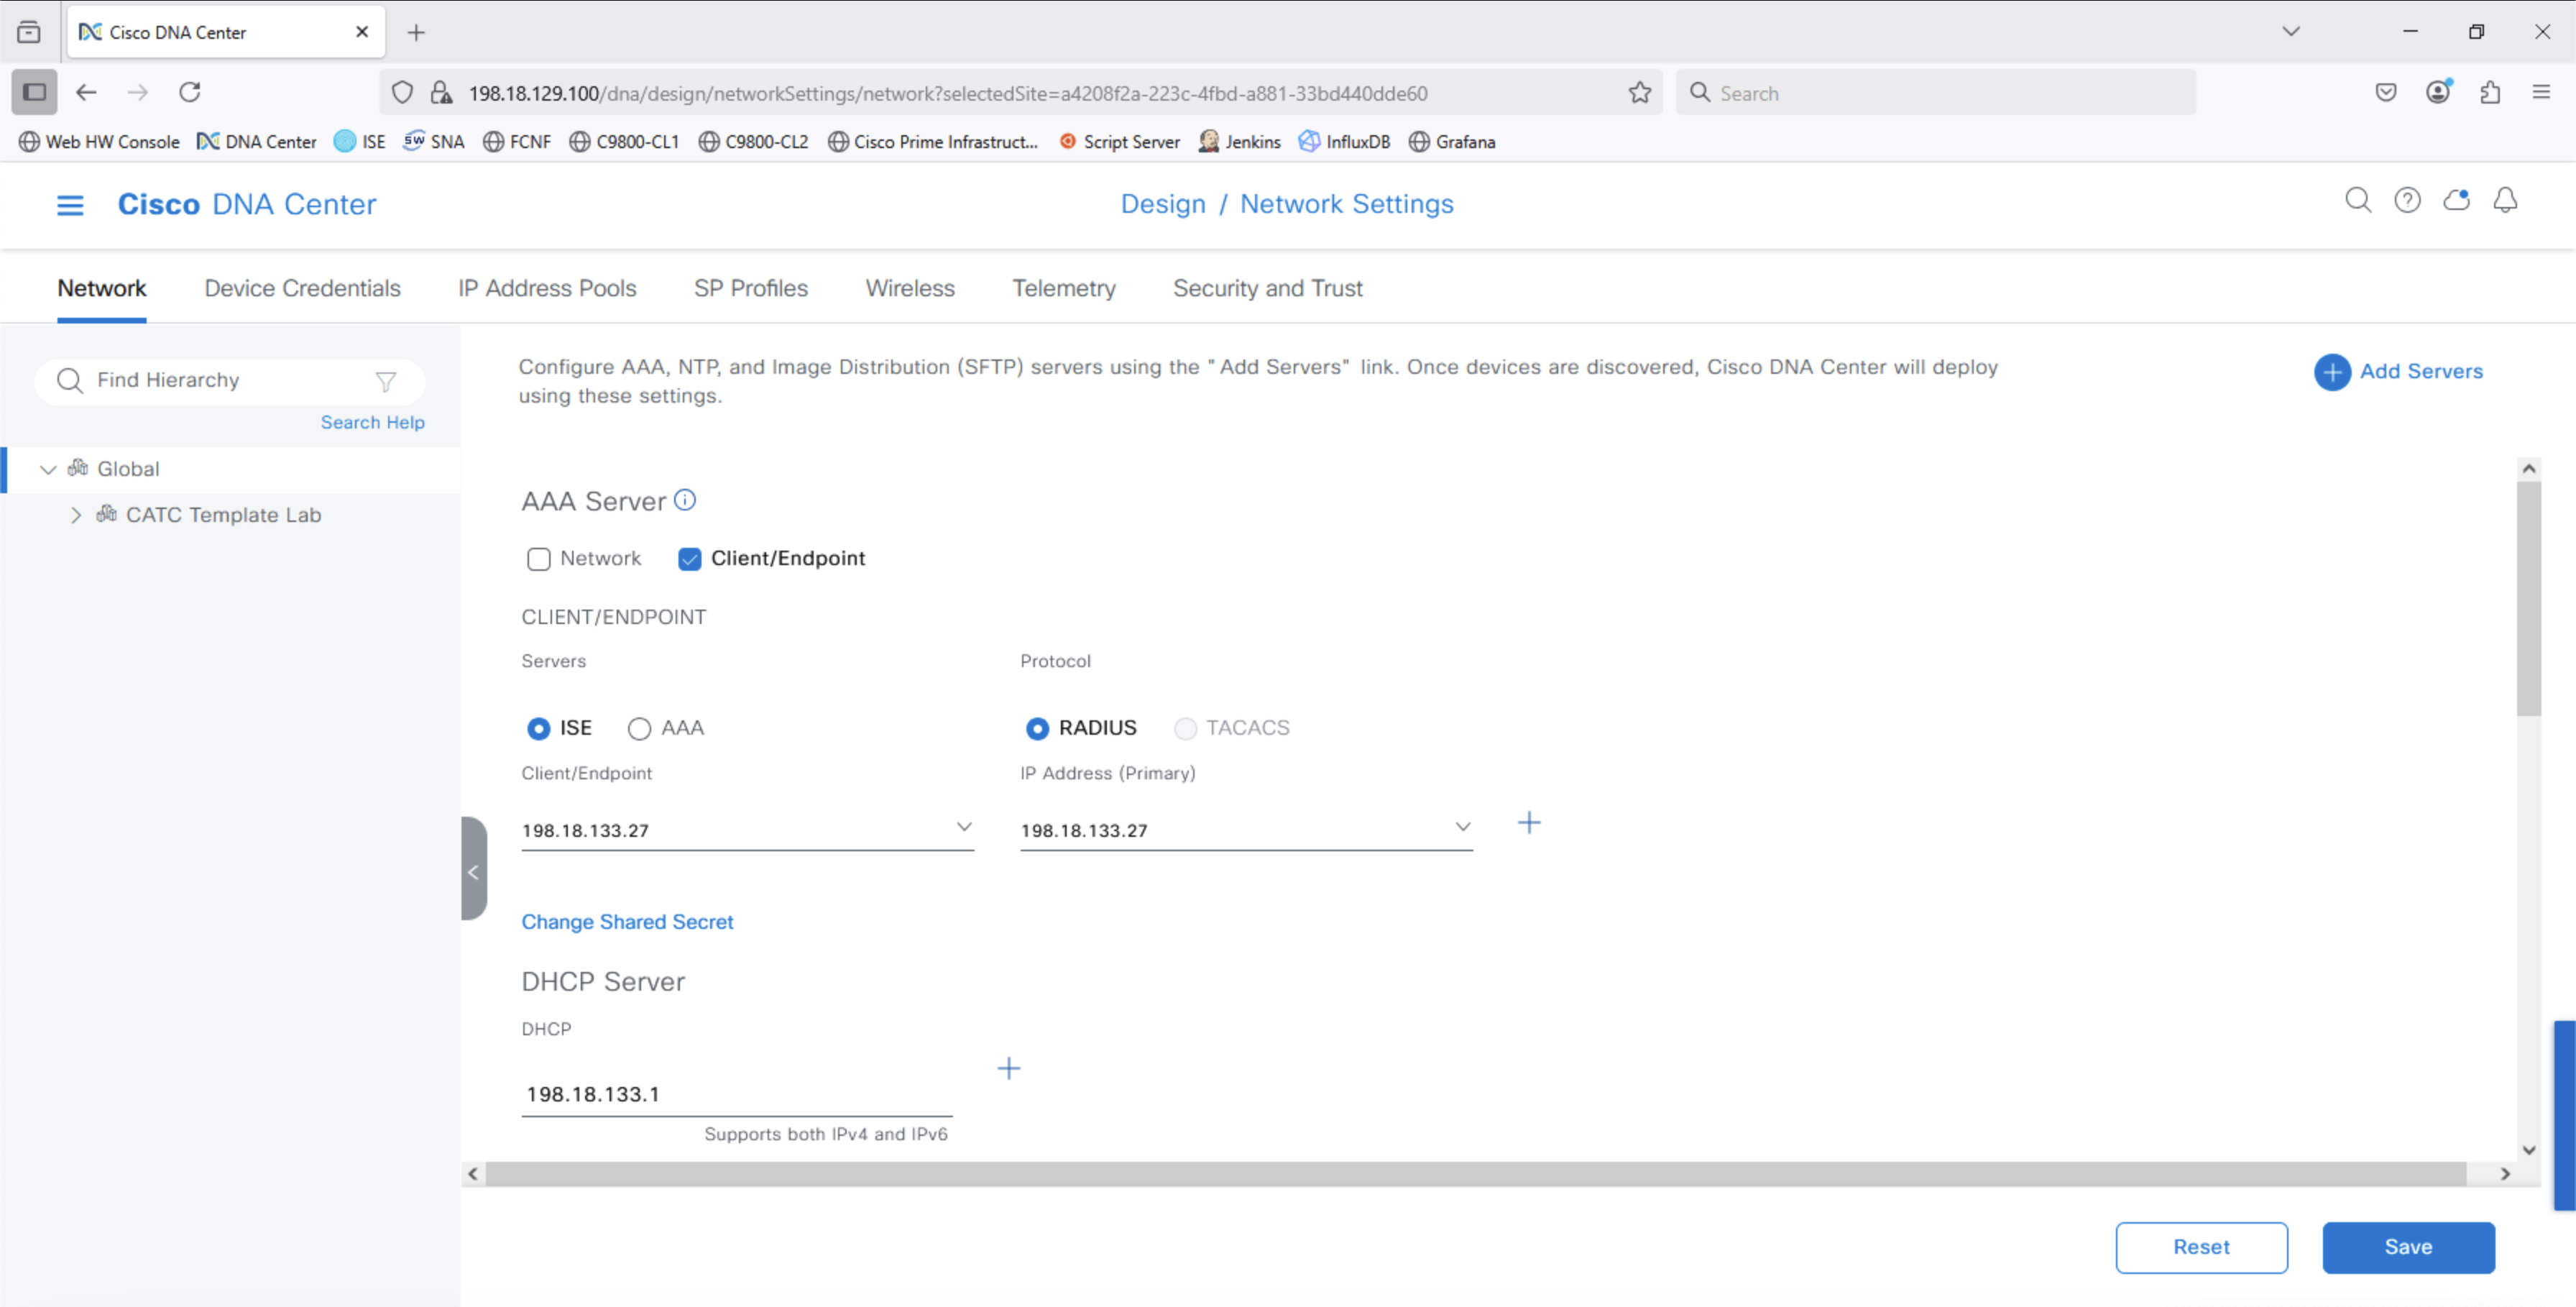 Cisco DNA Center
198.18.129.100/dna/design/networkSettings/network?selectedSite=a4208f2a-223c-4fbd-a881-33bd440dde60
Search
Web HW Console DNA Center ISE SNA FCNF C9800-CL1 C9800-CL2 Cisco Prime Infrastruct... Script Server Jenkins InfluxDB Grafana
Cisco DNA Center
Design / Network Settings
Network Device Credentials IP Address Pools SP Profiles Wireless Telemetry Security and Trust
Find Hierarchy
Search Help
Global
CATC Template Lab
Configure AAA, NTP, and Image Distribution (SFTP) servers using the "Add Servers" link. Once devices are discovered, Cisco DNA Center will deploy
using these settings.
Add Servers
AAA Server
Network Client/Endpoint
CLIENT/ENDPOINT
Servers Protocol
ISE AAA RADIUS TACACS
Client/Endpoint IP Address (Primary)
198.18.133.27 198.18.133.27
Change Shared Secret
DHCP Server
DHCP
198.18.133.1
Supports both IPv4 and IPv6
Reset Save